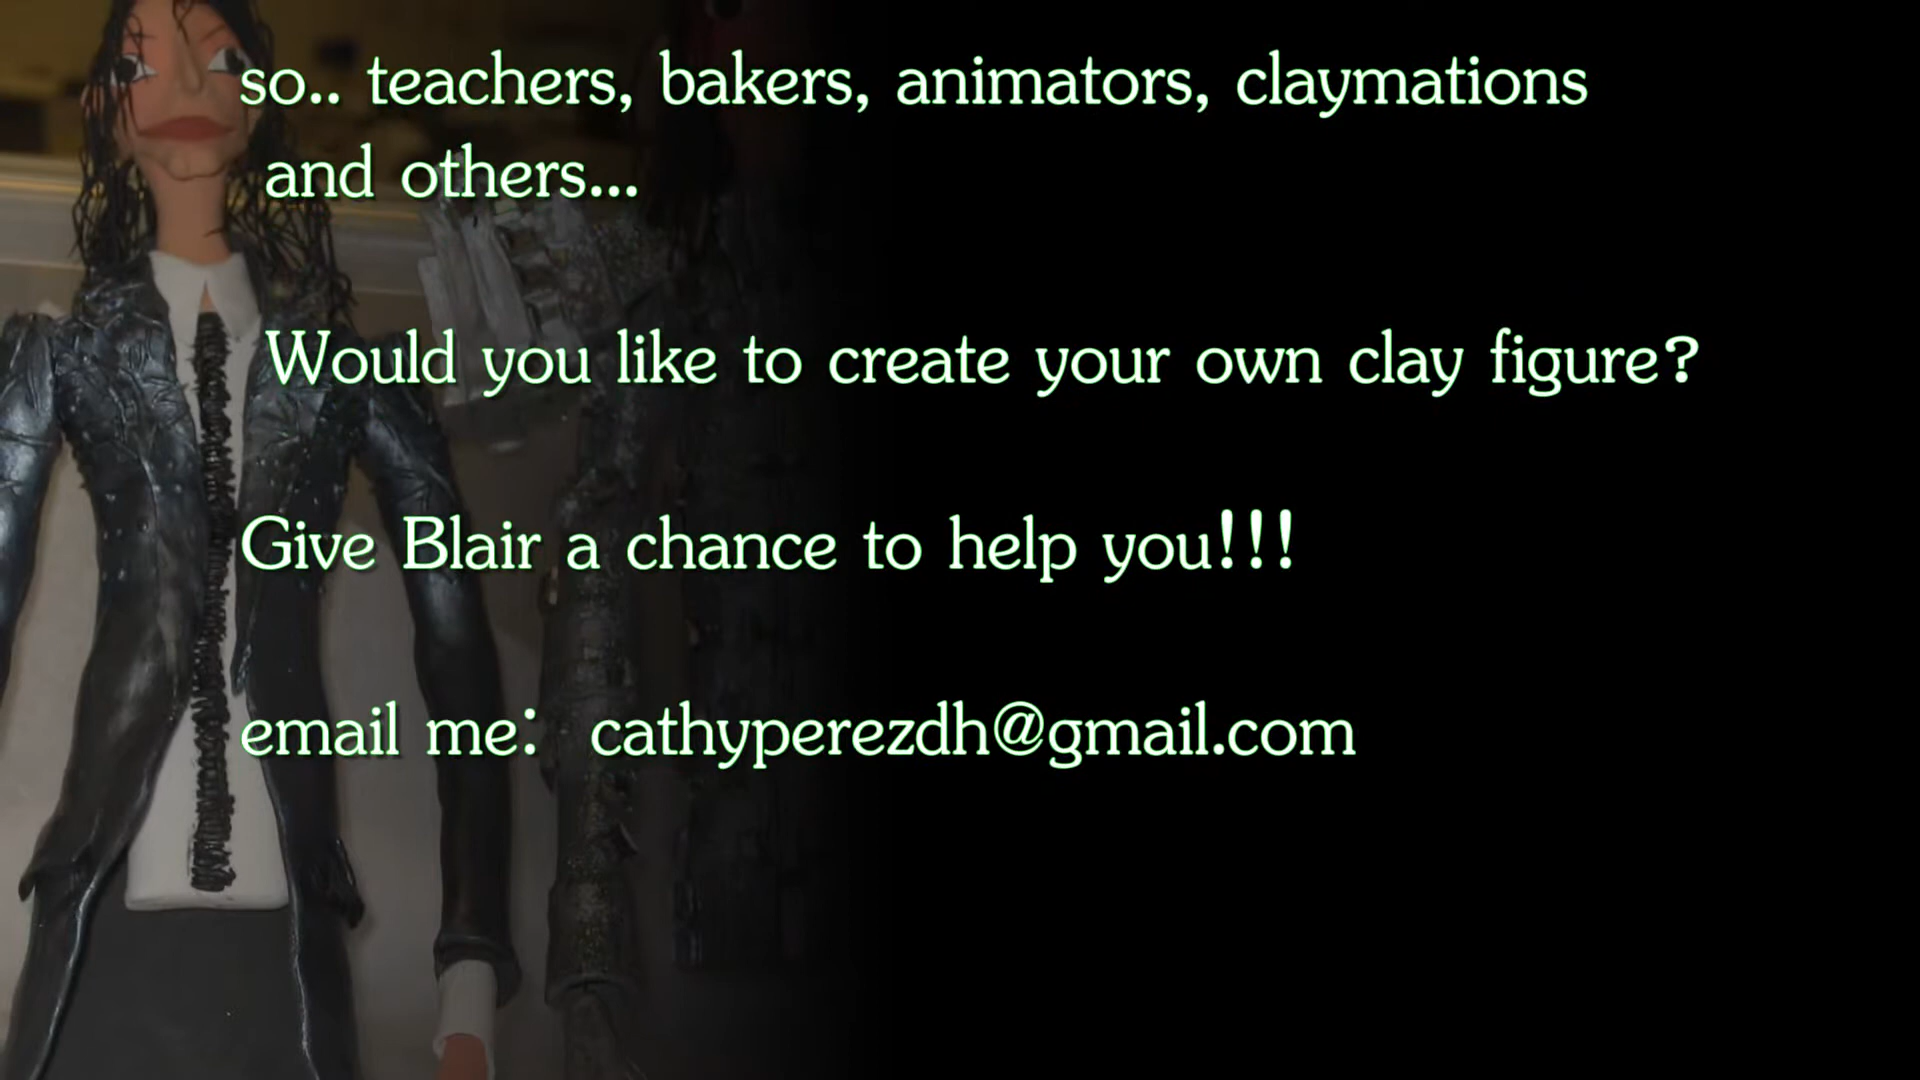 so.. teachers, bakers, animators, claymations
and others...
Would you like to create your own clay figure?
Give Blair a chance to help you!!!
email me: cathyperezdh@gmail.com